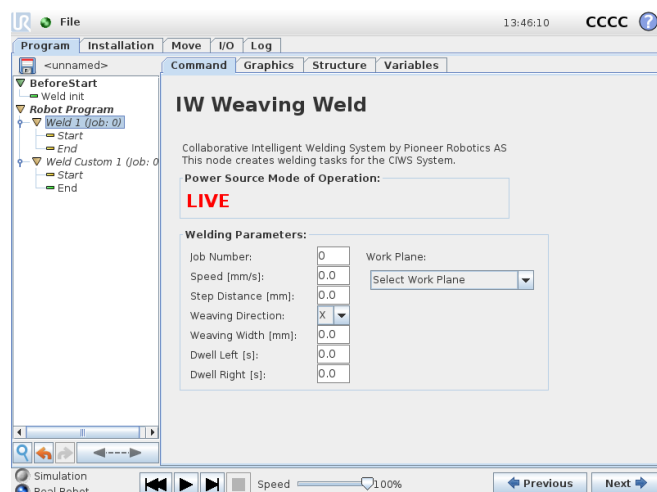 UR File 13:46:10 CCCC ?
Program Installation Move I/O Log
<unnamed> Command Graphics Structure Variables
BeforeStart
Weld init
Robot Program
Weld 1 (Job: 0)
Start
End
Weld Custom 1 (Job: 0
Start
End
IW Weaving Weld
Collaborative Intelligent Welding System by Pioneer Robotics AS
This node creates welding tasks for the CIWS System.
Power Source Mode of Operation:
LIVE
Welding Parameters:
Job Number: 0 Work Plane:
Speed [mm/s]: 0.0 Select Work Plane
Step Distance [mm]: 0.0
Weaving Direction: X
Weaving Width [mm]: 0.0
Dwell Left [s]: 0.0
Dwell Right [s]: 0.0
Simulation
Real Robot
Speed 100% Previous Next